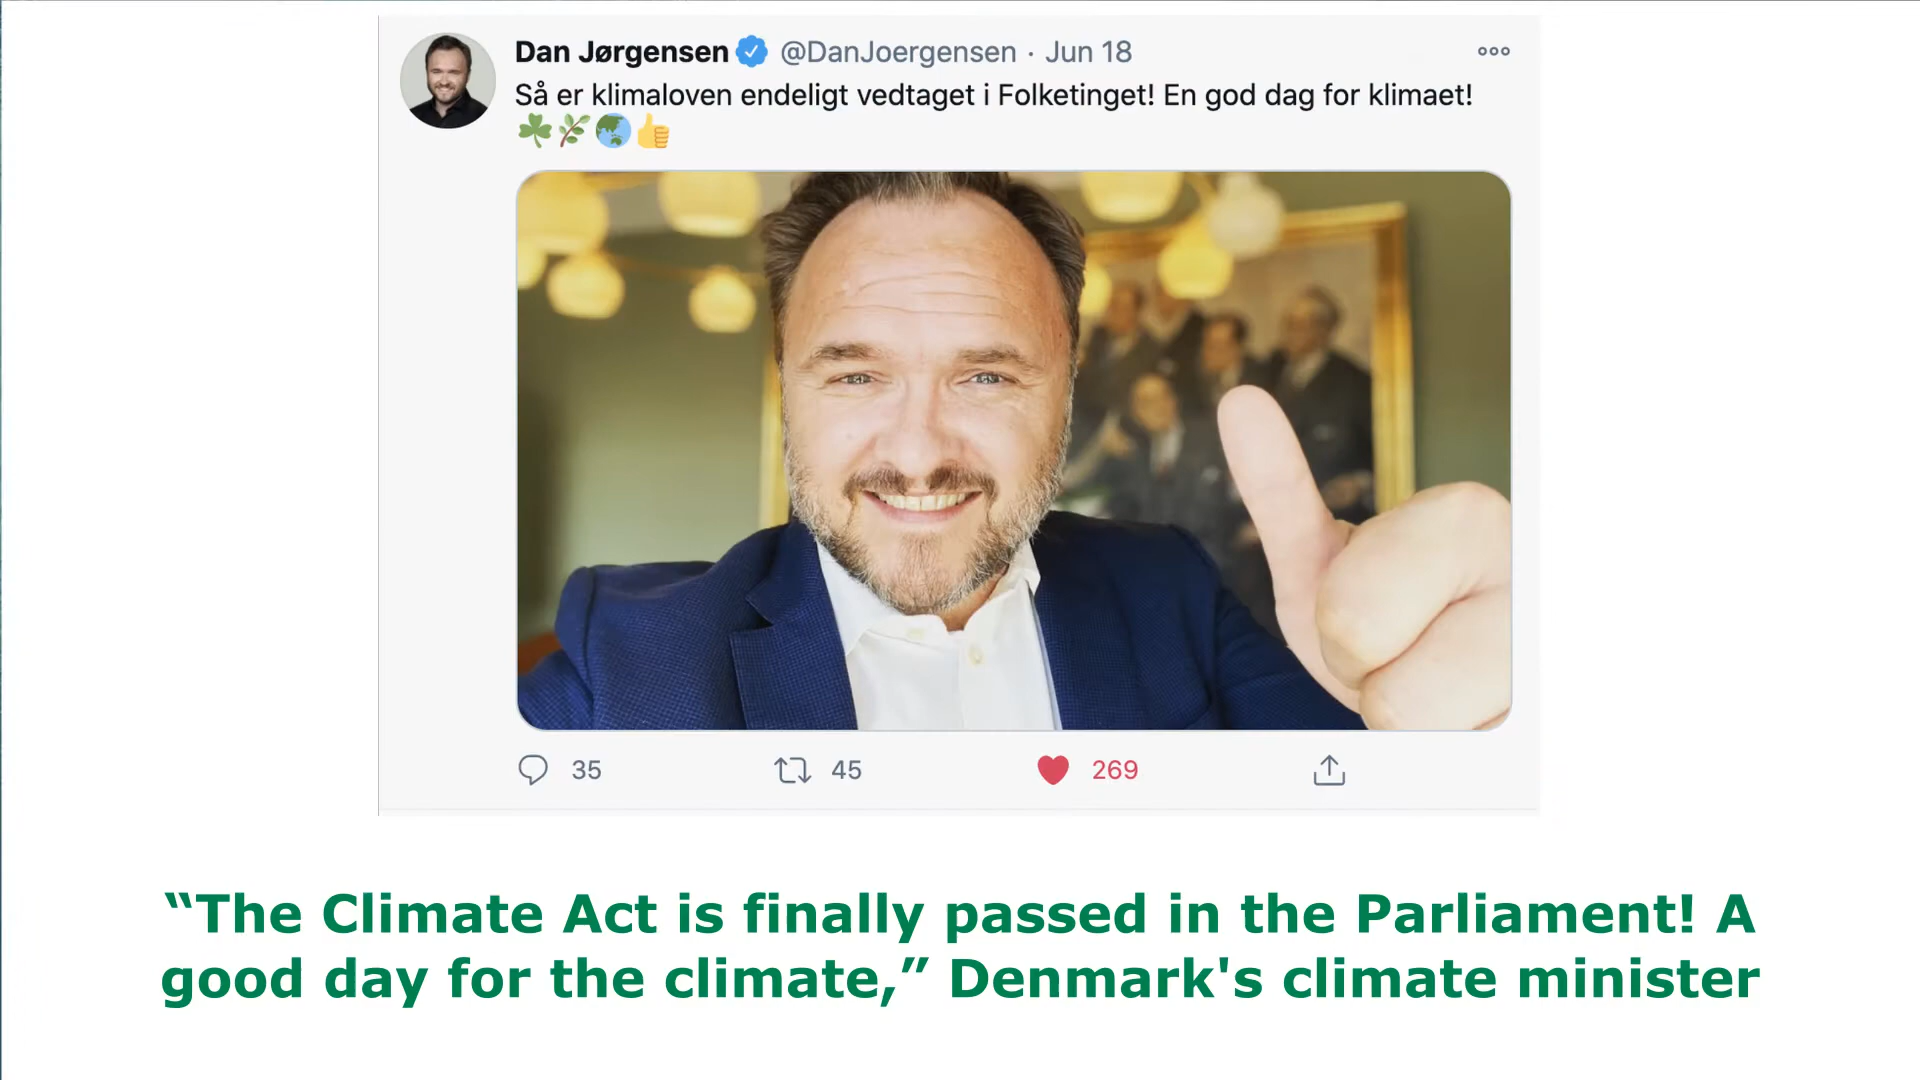 Dan Jørgensen @DanJoergensen · Jun 18
Så er klimaloven endeligt vedtaget i Folketinget! En god dag for klimaet!
35 45 269
“The Climate Act is finally passed in the Parliament! A
good day for the climate,” Denmark's climate minister